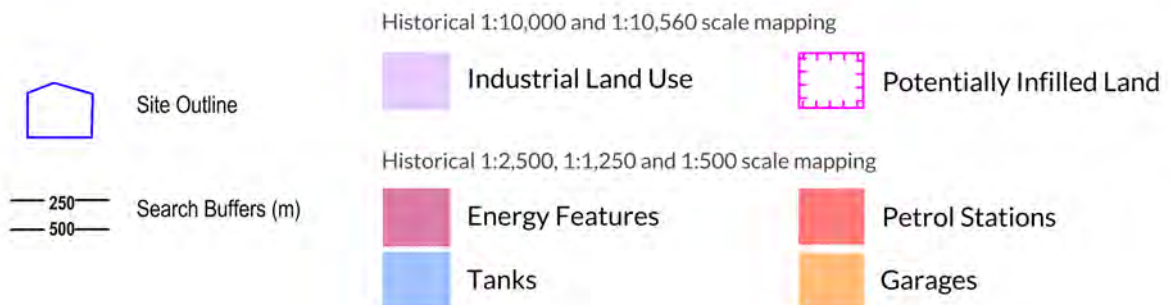 Historical 1:10,000 and 1:10,560 scale mapping
Site Outline
Industrial Land Use
Potentially Infilled Land
Historical 1:2,500, 1:1,250 and 1:500 scale mapping
250
500
Search Buffers (m)
Energy Features
Petrol Stations
Tanks
Garages